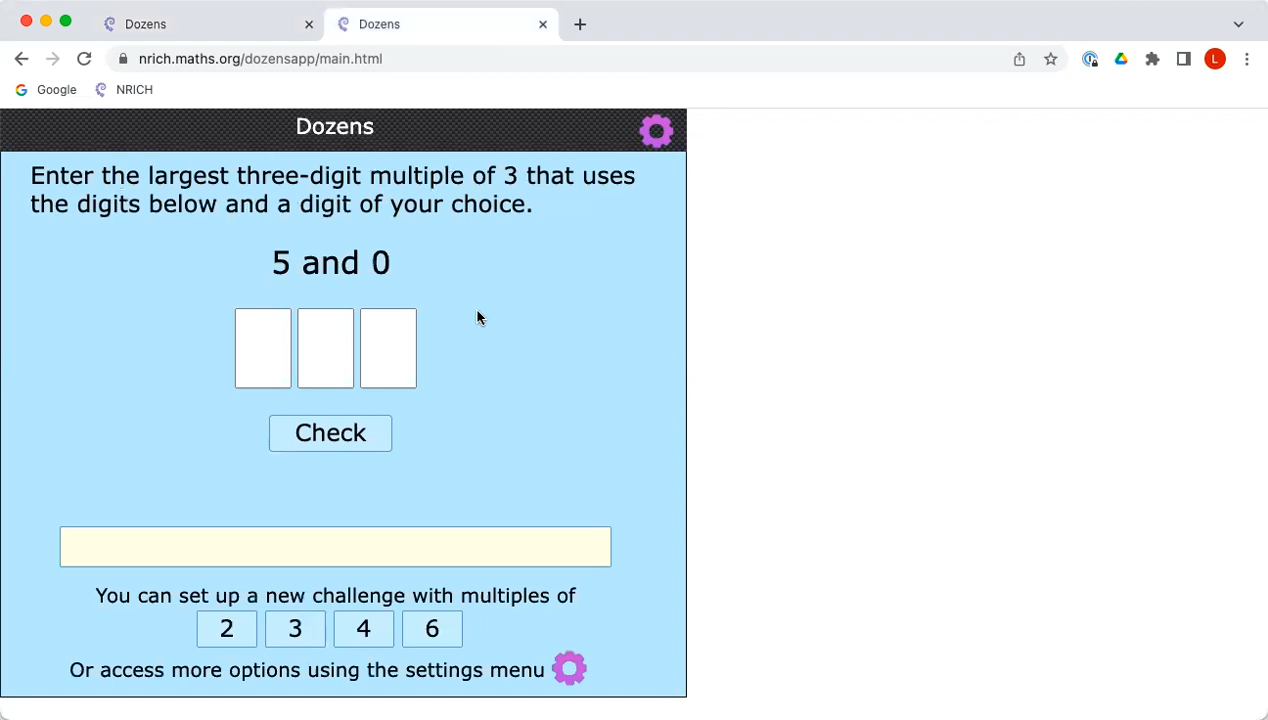 Dozens
Dozens
nrich.maths.org/dozensapp/main.html
L
Google
NRICH
Dozens
Enter the largest three-digit multiple of 3 that uses
the digits below and a digit of your choice.
5 and 0
Check
You can set up a new challenge with multiples of
2 3 4 6
Or access more options using the settings menu